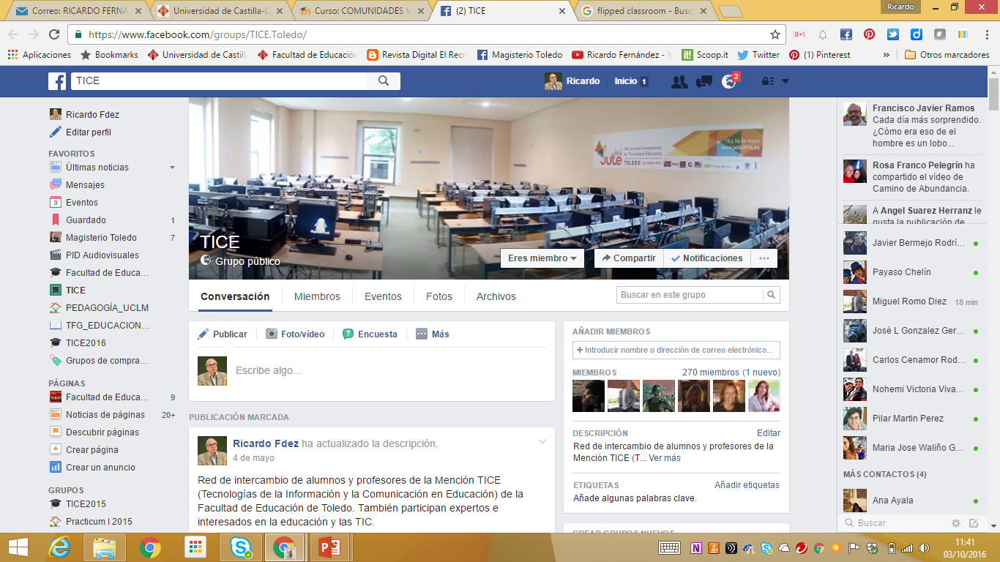 Correo: RICARDO FERNA
Universidad de Castilla-L
Curso: COMUNIDADES V
(2) TICE
flipped classroom - Busc
Ricardo
https://www.facebook.com/groups/TICE.Toledo/
Aplicaciones
Bookmarks
Universidad de Castill
Facultad de Educación
Revista Digital El Recr
Magisterio Toledo
Ricardo Fernández - Y
Scoop.it
Twitter
(1) Pinterest
»
Otros marcadores
TICE
Ricardo
Inicio 1
2
Ricardo Fdez
Editar perfil
FAVORITOS
Últimas noticias
Mensajes
Eventos
Guardado 1
Magisterio Toledo 7
PID Audiovisuales
Facultad de Educa...
TICE
PEDAGOGÍA_UCLM
TFG_EDUCACION...
TICE2016
Grupos de compra...
PÁGINAS
Facultad de Educa... 9
Noticias de páginas 20+
Descubrir páginas
Crear página
Crear un anuncio
GRUPOS
TICE2015
Practicum I 2015
15 y 16 de mayo
www.jute2014.es
jute
TOLEDO
TICE
Grupo público
Eres miembro
Compartir
Notificaciones
Conversación
Miembros
Eventos
Fotos
Archivos
Buscar en este grupo
Publicar
Foto/vídeo
Encuesta
Más
Escribe algo...
PUBLICACIÓN MARCADA
Ricardo Fdez ha actualizado la descripción.
4 de mayo
Red de intercambio de alumnos y profesores de la Mención TICE
(Tecnologías de la Información y la Comunicación en Educación) de la
Facultad de Educación de Toledo. También participan expertos e
interesados en la educación y las TIC.
AÑADIR MIEMBROS
+ Introducir nombre o dirección de correo electrónico...
MIEMBROS
270 miembros (1 nuevo)
DESCRIPCIÓN
Editar
Red de intercambio de alumnos y profesores de la
Mención TICE (T... Ver más
ETIQUETAS
Añadir etiquetas
Añade algunas palabras clave.
CREAR GRUPOS NUEVOS
Francisco Javier Ramos
Cada día más sorprendido.
¿Cómo era eso de el
hombre es un lobo...
Rosa Franco Pelegrín ha
compartido el vídeo de
Camino de Abundancia.
A Angel Suarez Herranz le
gusta la publicación de
Javier Bermejo Rodrí...
Payaso Chelín
Miguel Romo Diez 18 min
José L Gonzalez Ger...
Carlos Cenamor Rod...
Nohemi Victoria Viva...
Pilar Martin Perez
Maria Jose Waliño G...
MÁS CONTACTOS (4)
Ana Ayala
Buscar
11:41
03/10/2016